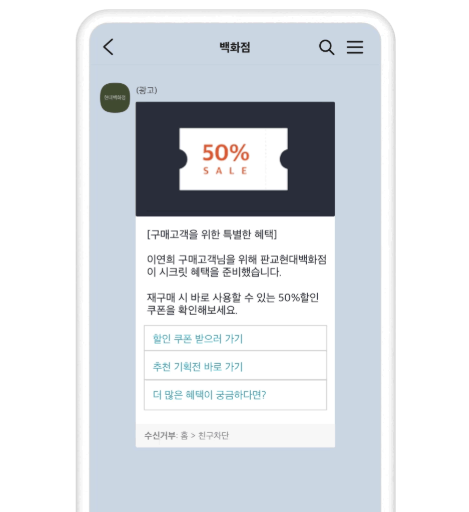 백화점
현대백화점
(광고)
50%
SALE
[구매고객을 위한 특별한 혜택]
이연희 구매고객님을 위해 판교현대백화점
이 시크릿 혜택을 준비했습니다.
재구매 시 바로 사용할 수 있는 50%할인
쿠폰을 확인해보세요.
할인 쿠폰 받으러 가기
추천 기획전 바로 가기
더 많은 혜택이 궁금하다면?
수신거부: 홈 > 친구차단